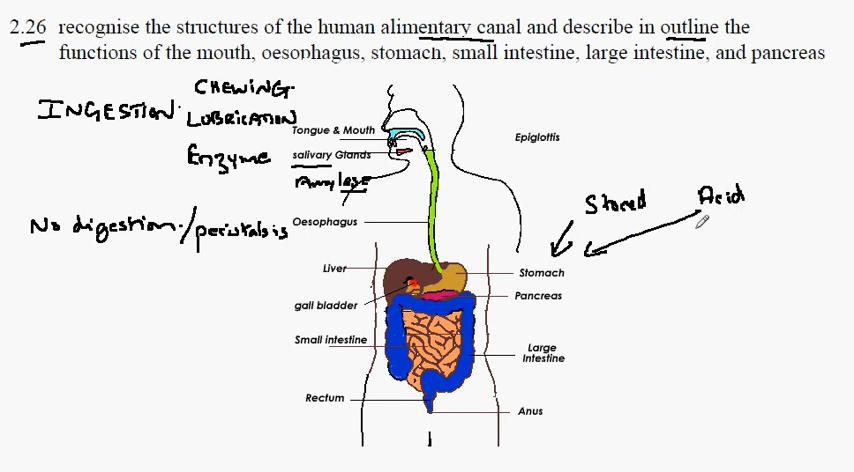 2.26 recognise the structures of the human alimentary canal and describe in outline the
functions of the mouth, oesophagus, stomach, small intestine, large intestine, and pancreas
CHEWING
INGESTION LUBRICATION
Tongue & Mouth
Epiglottis
Enzyme
salivary Glands
Amylase
Stored
Acid
No digestion/peristalsis
Oesophagus
Liver
Stomach
Pancreas
gall bladder
Small intestine
Large
Intestine
Rectum
Anus